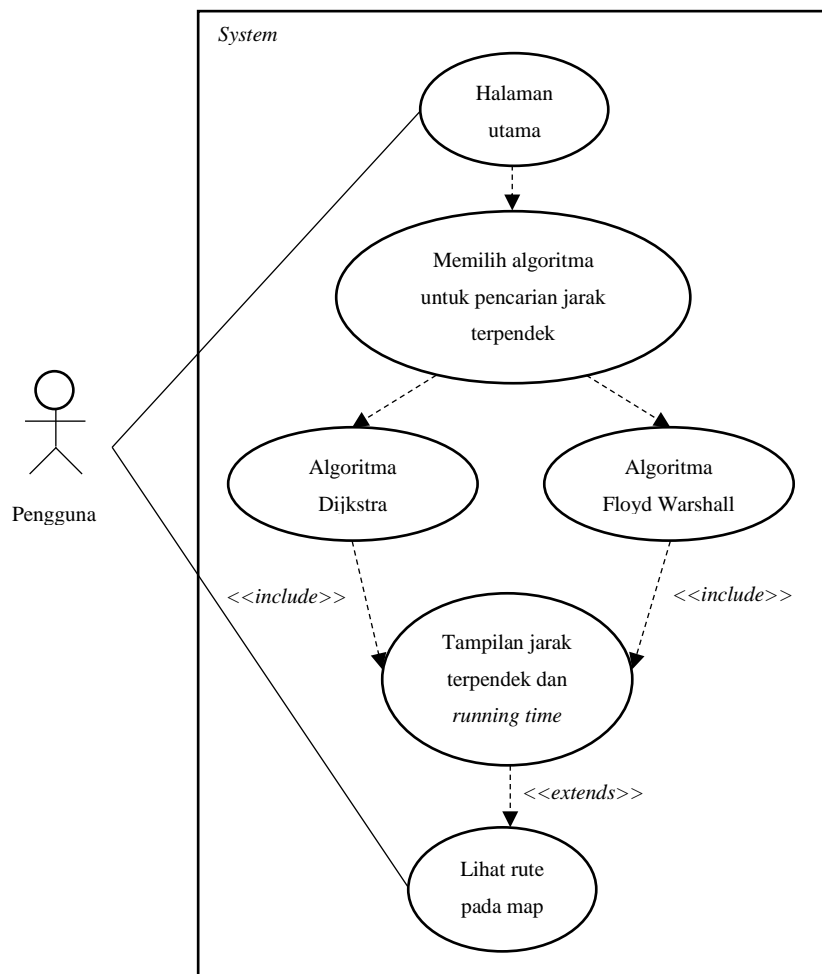 System
Halaman
utama
Memilih algoritma
untuk pencarian jarak
terpendek
Algoritma
Dijkstra
Algoritma
Floyd Warshall
Pengguna
<<include>>
<<include>>
Tampilan jarak
terpendek dan
running time
<<extends>>
Lihat rute
pada map